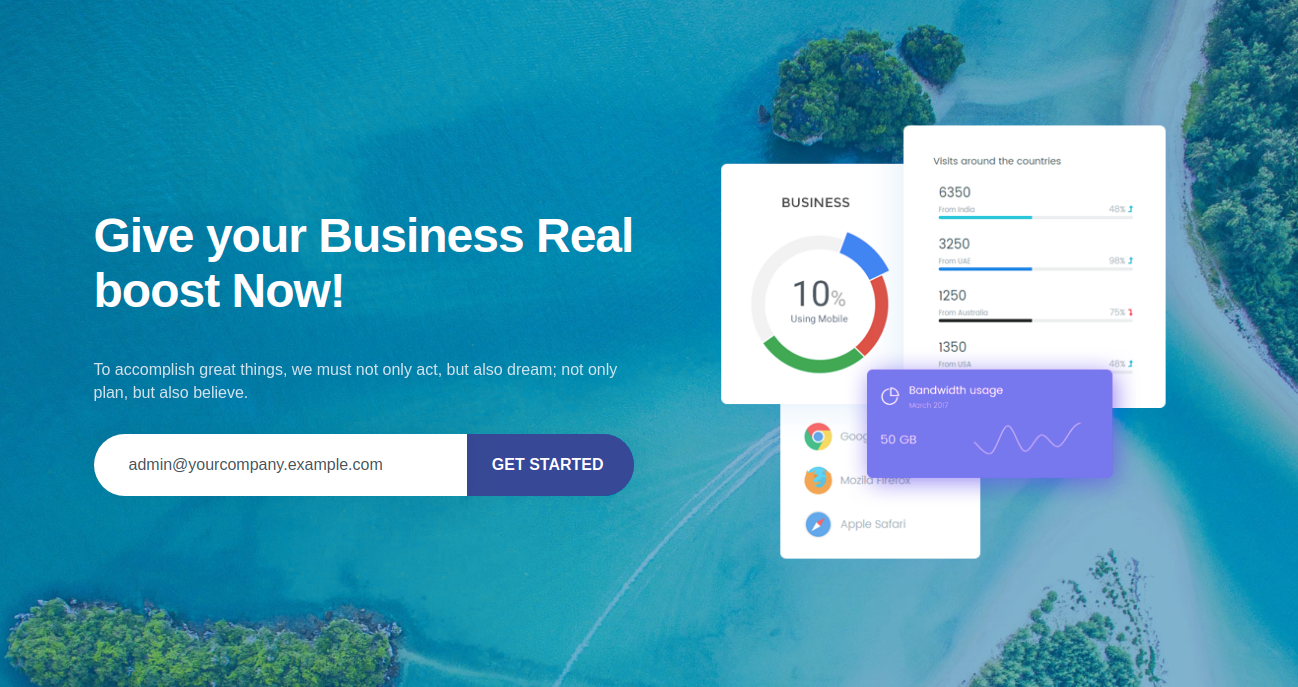 Give your Business Real
boost Now!
To accomplish great things, we must not only act, but also dream; not only
plan, but also believe.
admin@yourcompany.example.com
GET STARTED
BUSINESS
10%
Using Mobile
Visits around the countries
6350
From India
48%
3250
From UAE
98%
1250
From Australia
75%
1350
From USA
48%
Bandwidth usage
March 2017
50 GB
Mozila Firefox
Apple Safari